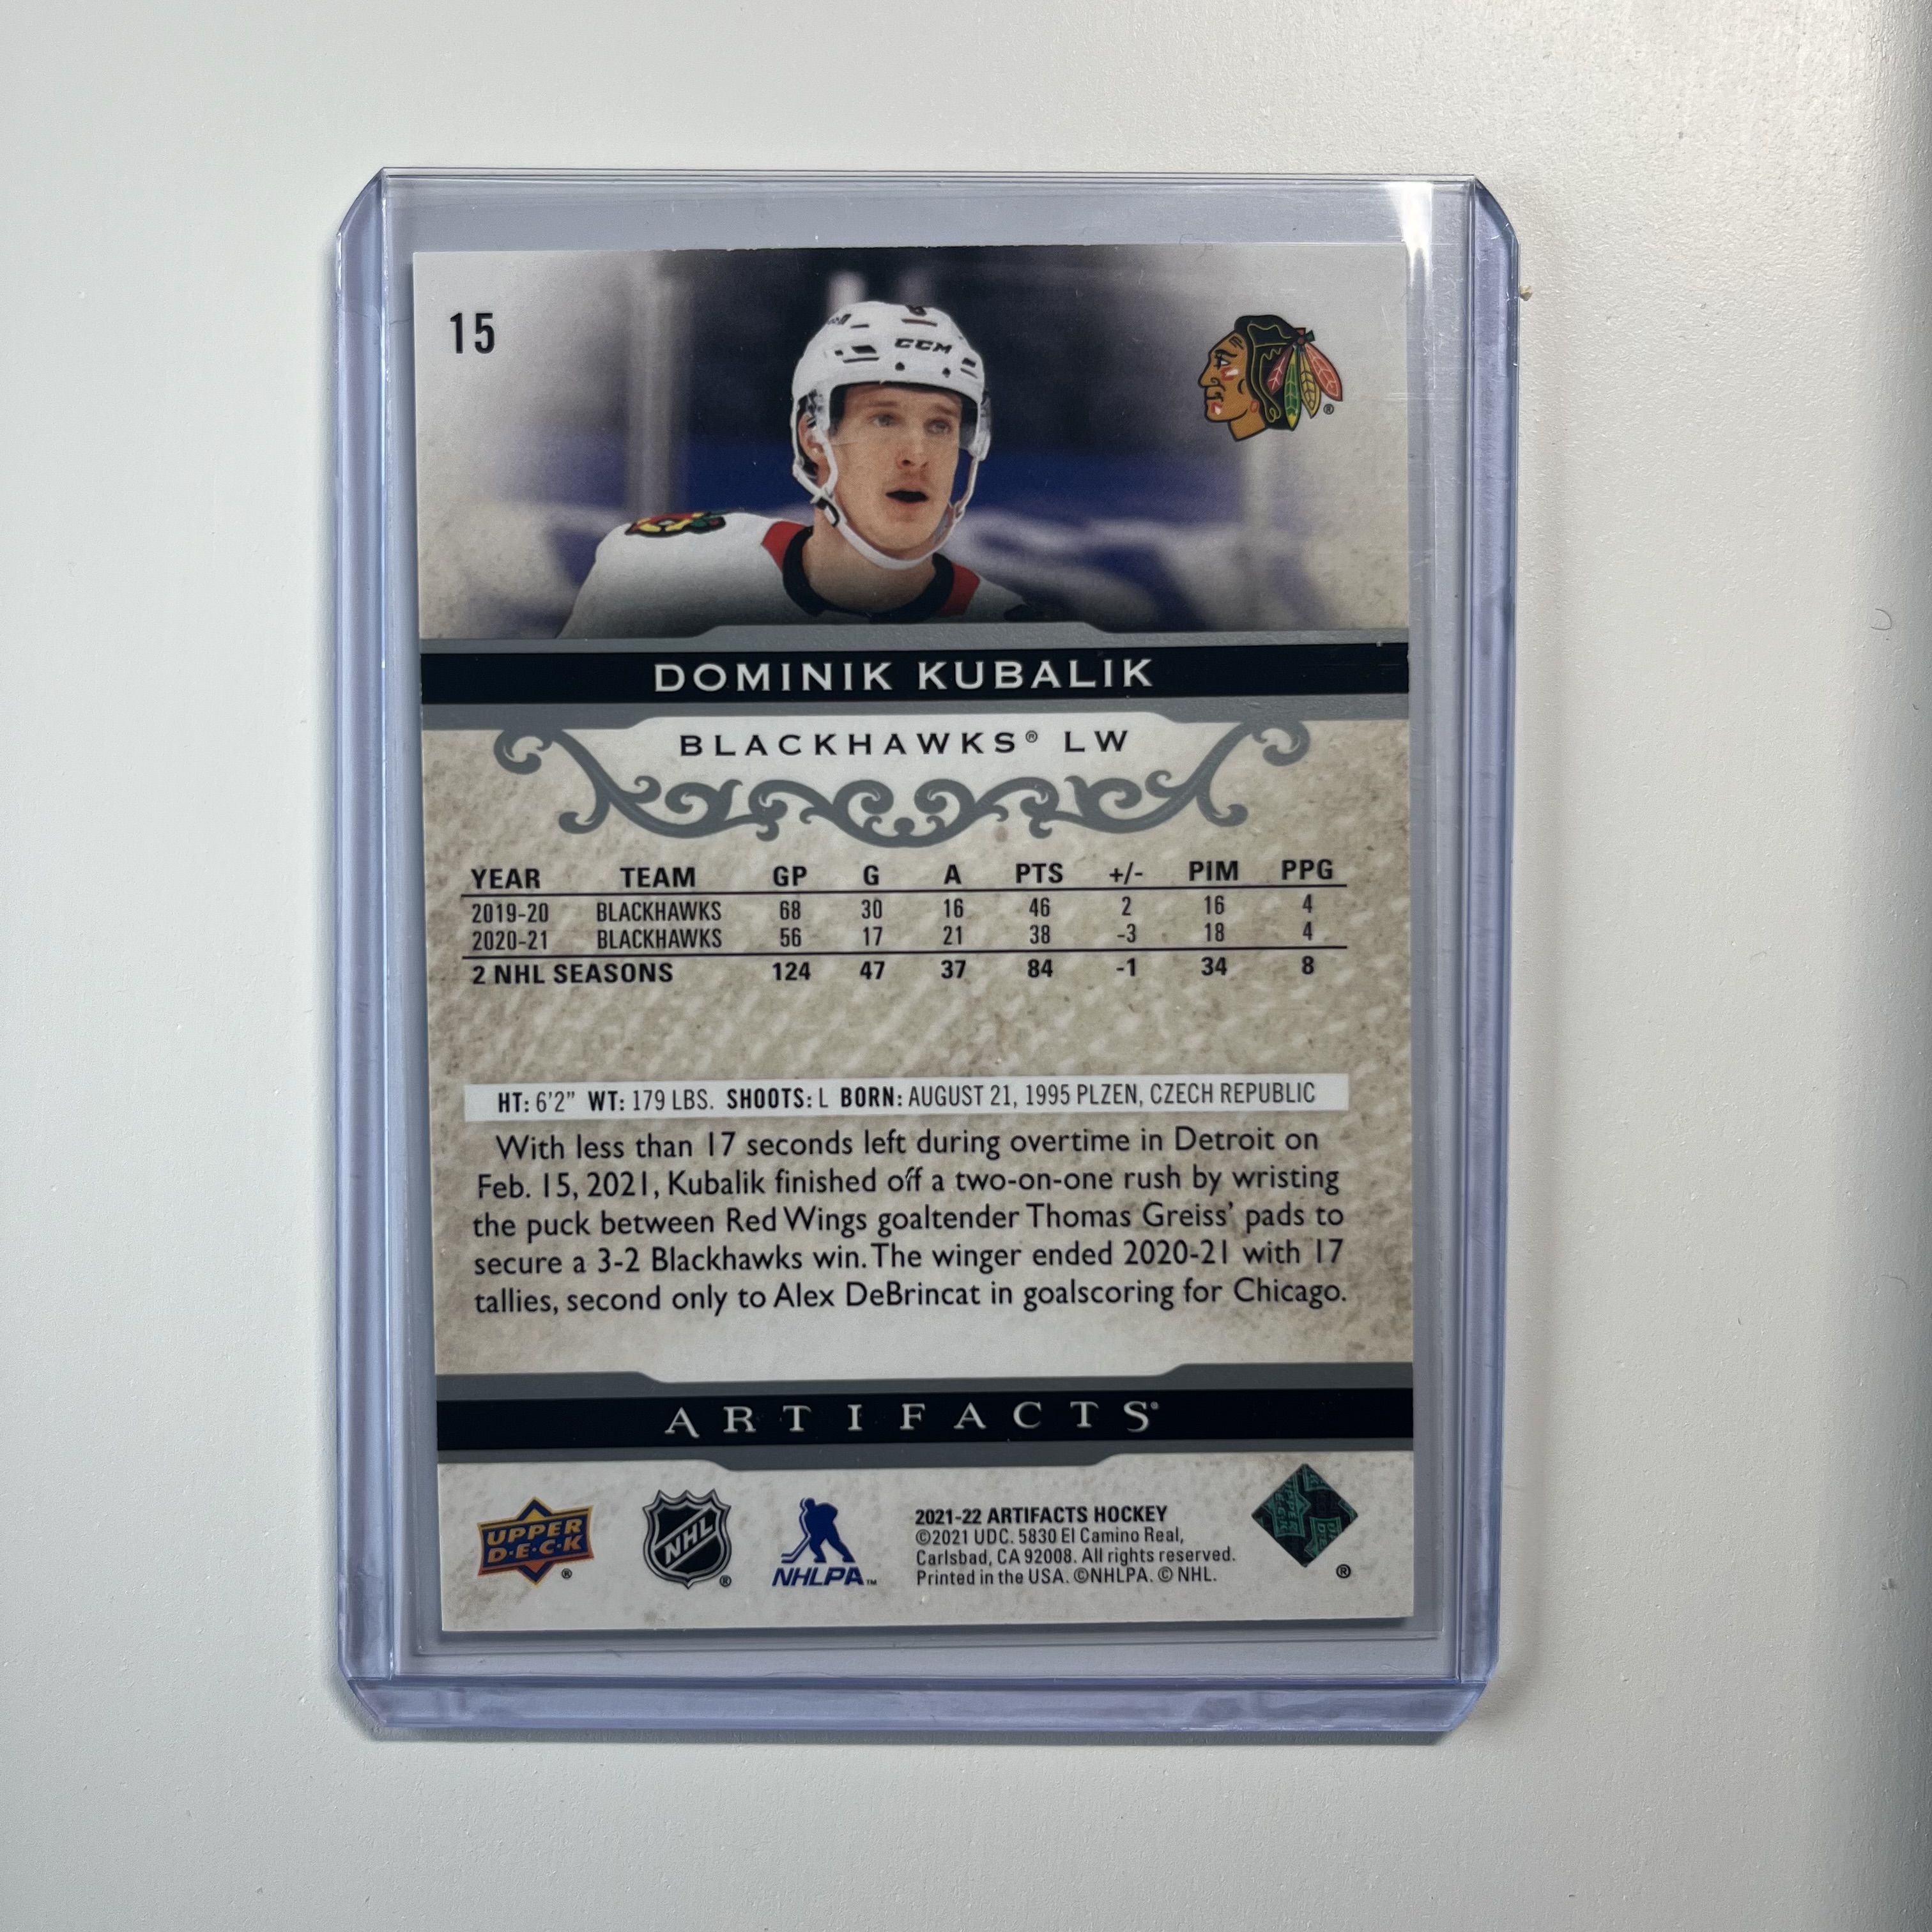 15
CCM
DOMINIK KUBALIK
BLACKHAWKS® LW
YEAR TEAM GP G A PTS +/- PIM PPG
2019-20 BLACKHAWKS 68 30 16 46 2 16 4
2020-21 BLACKHAWKS 56 17 21 38 -3 18 4
2 NHL SEASONS 124 47 37 84 -1 34 8
HT: 6'2" WT: 179 LBS. SHOOTS: L BORN: AUGUST 21, 1995 PLZEN, CZECH REPUBLIC
With less than 17 seconds left during overtime in Detroit on
Feb. 15, 2021, Kubalik finished off a two-on-one rush by wristing
the puck between Red Wings goaltender Thomas Greiss' pads to
secure a 3-2 Blackhawks win. The winger ended 2020-21 with 17
tallies, second only to Alex DeBrincat in goalscoring for Chicago.
ARTIFACTS®
UPPER
D·E·C·K
®
NHL
®
NHLPA™
2021-22 ARTIFACTS HOCKEY
©2021 UDC. 5830 El Camino Real,
Carlsbad, CA 92008. All rights reserved.
Printed in the USA. ©NHLPA. © NHL.
®